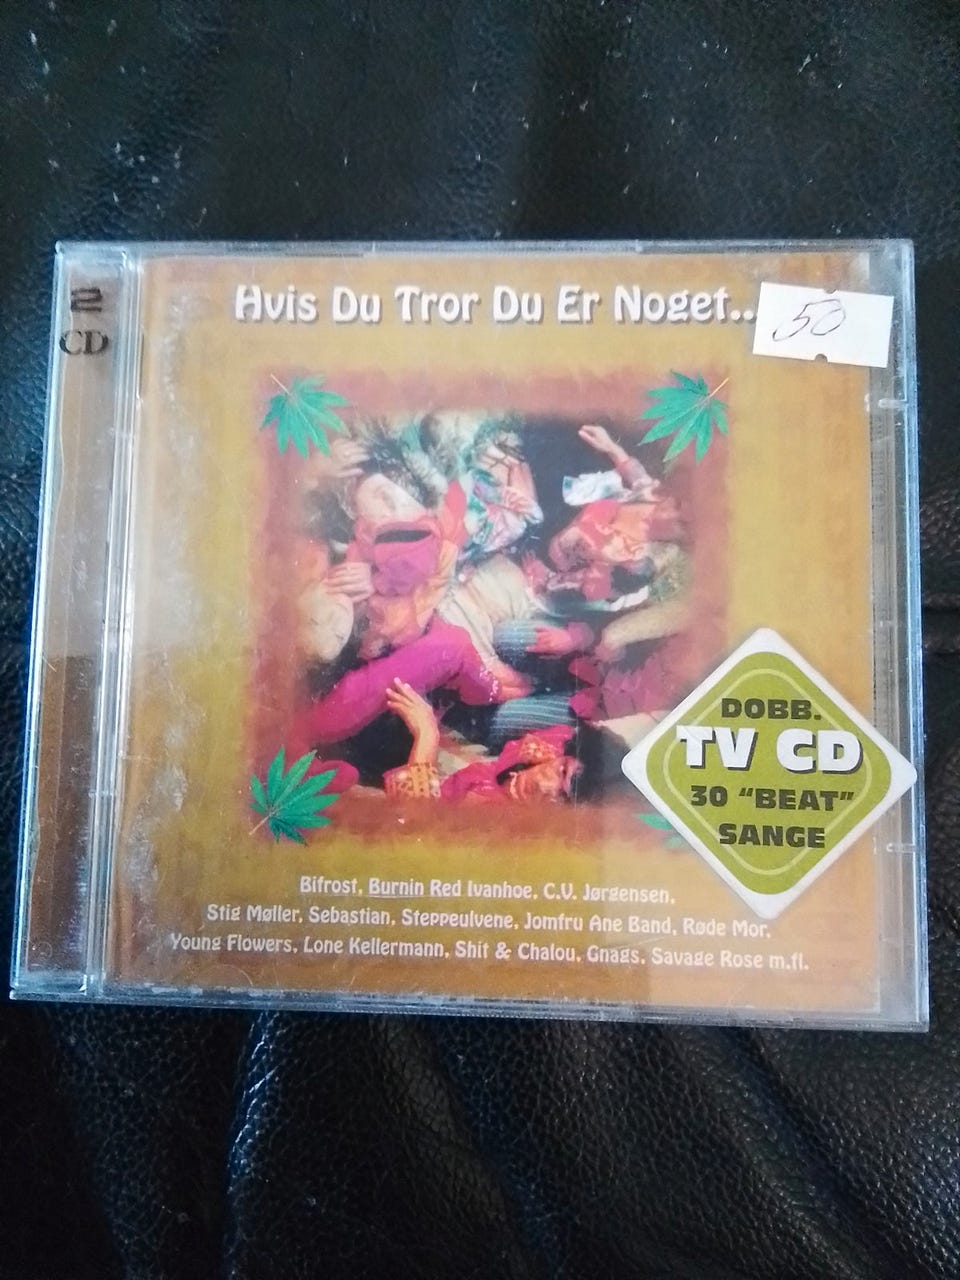 2
CD
Hvis Du Tror Du Er Noget...
50
DOBB.
TV CD
30 "BEAT"
SANGE
Bifrost, Burnin Red Ivanhoe, C.V. Jørgensen,
Stig Møller, Sebastian, Steppeulvene, Jomfru Ane Band, Røde Mor,
Young Flowers, Lone Kellermann, Shit & Chalou, Gnags, Savage Rose m.fl.